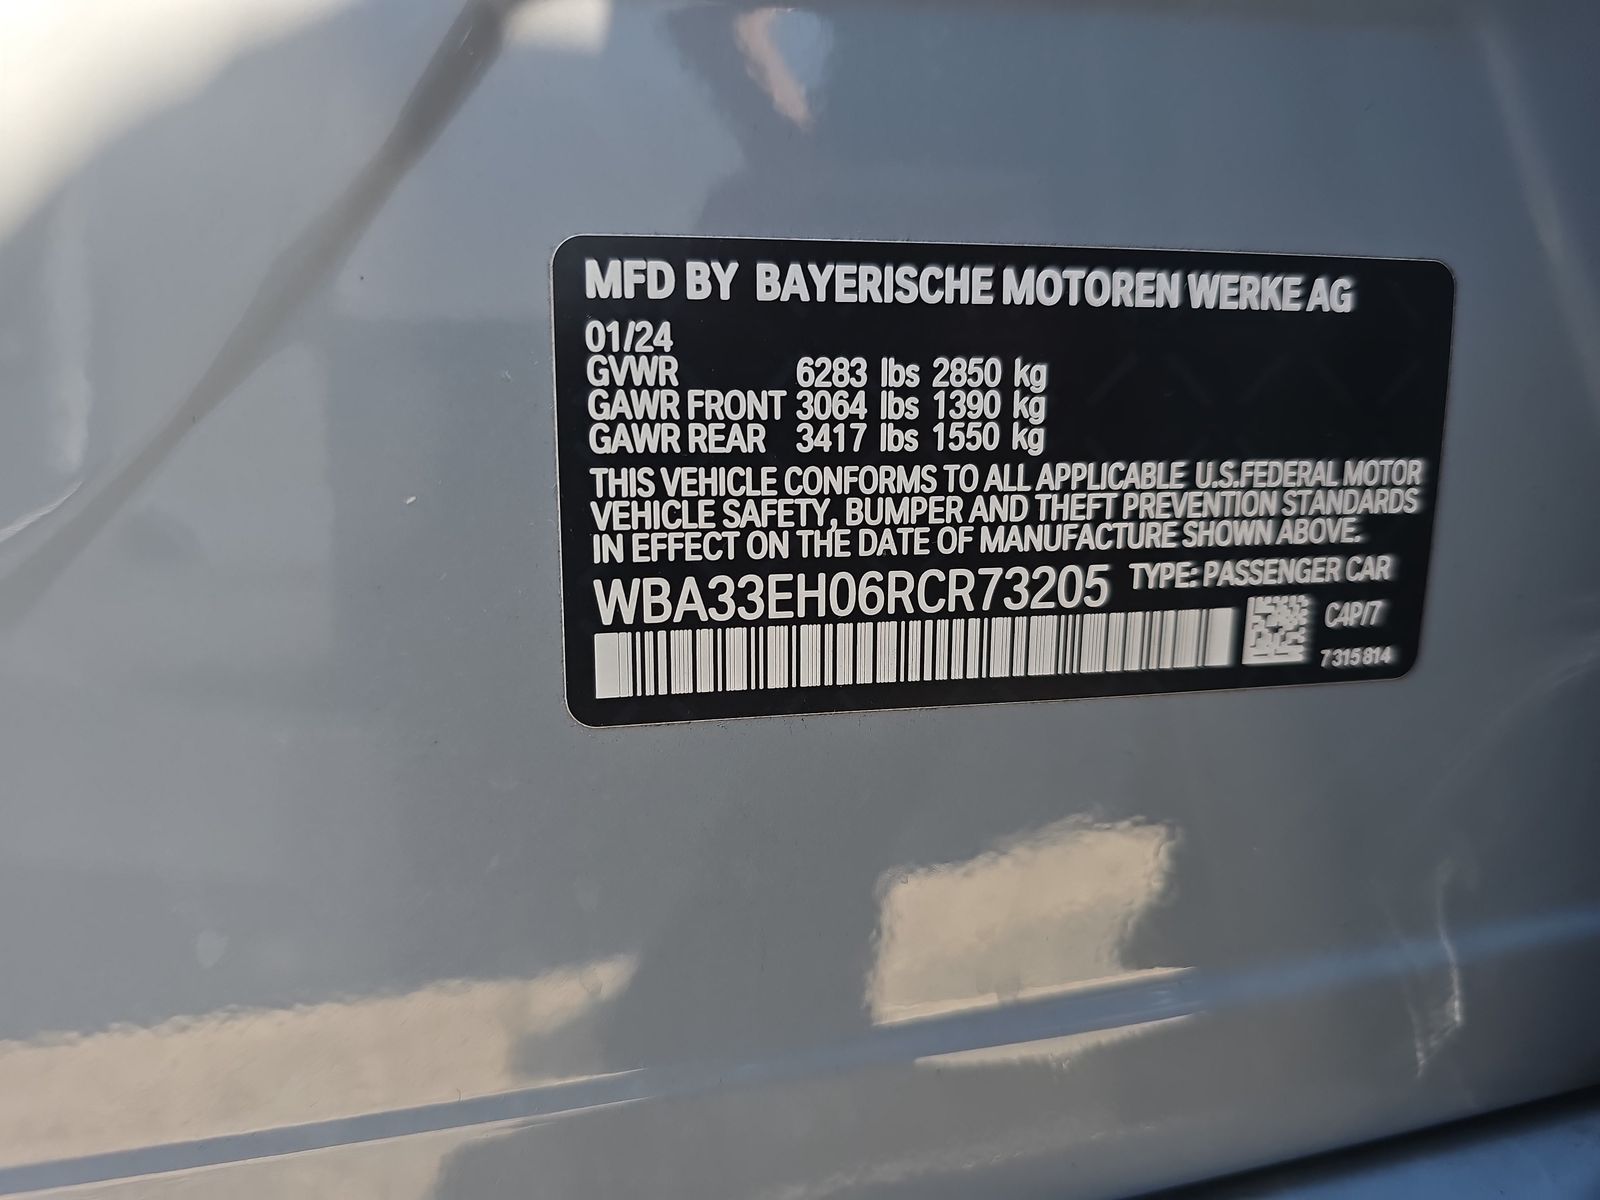 MFD BY BAYERISCHE MOTOREN WERKE AG
01/24
GVWR 6283 lbs 2850 kg
GAWR FRONT 3064 lbs 1390 kg
GAWR REAR 3417 lbs 1550 kg
THIS VEHICLE CONFORMS TO ALL APPLICABLE U.S.FEDERAL MOTOR
VEHICLE SAFETY, BUMPER AND THEFT PREVENTION STANDARDS
IN EFFECT ON THE DATE OF MANUFACTURE SHOWN ABOVE.
WBA33EH06RCR73205 TYPE: PASSENGER CAR
C4P/7
7 315 814